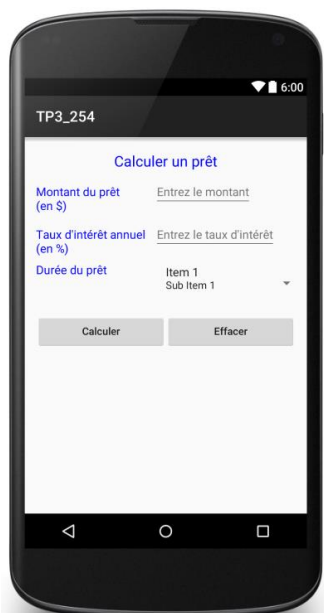 6:00
TP3_254
Calculer un prêt
Montant du prêt Entrez le montant
(en $)
Taux d'intérêt annuel Entrez le taux d'intérêt
(en %)
Durée du prêt Item 1
Sub Item 1
Calculer Effacer